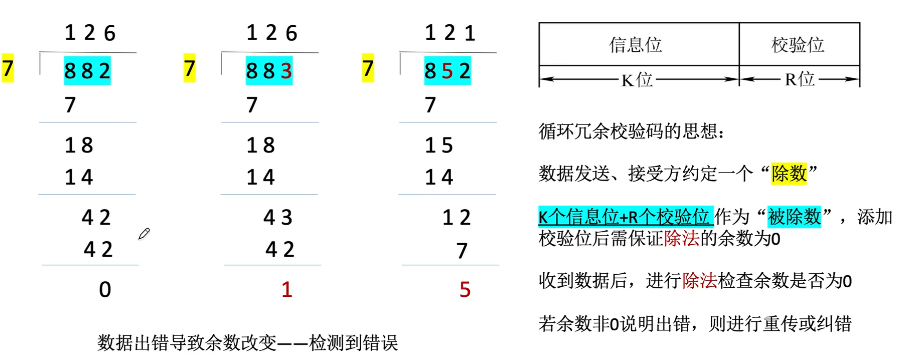 126
7 882
7
18
14
42
42
0
126
7 883
7
18
14
43
42
1
121
7 852
7
15
14
12
7
5
数据出错导致余数改变——检测到错误
信息位 校验位
K位 R位
循环冗余校验码的思想：
数据发送、接受方约定一个“除数”
K个信息位+R个校验位 作为“被除数”，添加
校验位后需保证除法的余数为0
收到数据后，进行除法检查余数是否为0
若余数非0说明出错，则进行重传或纠错